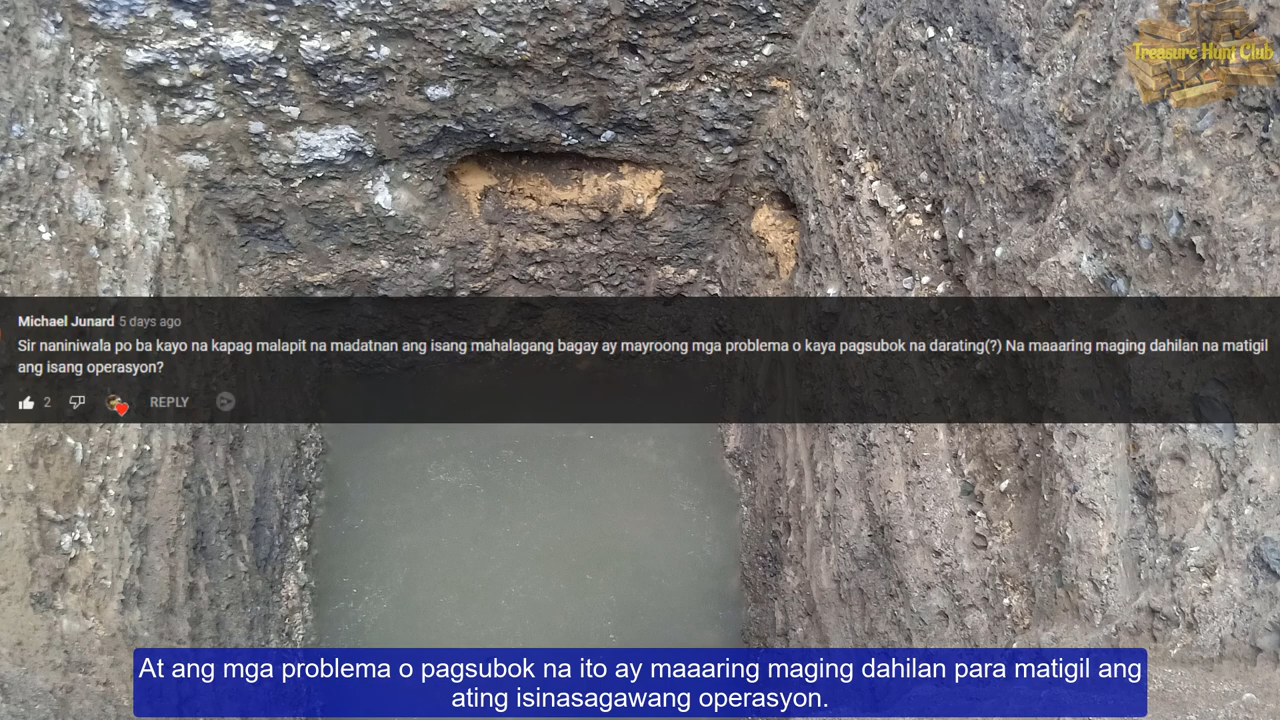 Treasure Hunt Club
Michael Junard 5 days ago
Sir naniniwala po ba kayo na kapag malapit na madatnan ang isang mahalagang bagay ay mayroong mga problema o kaya pagsubok na darating(?) Na maaaring maging dahilan na matigil
ang isang operasyon?
2
REPLY
At ang mga problema o pagsubok na ito ay maaaring maging dahilan para matigil ang
ating isinasagawang operasyon.